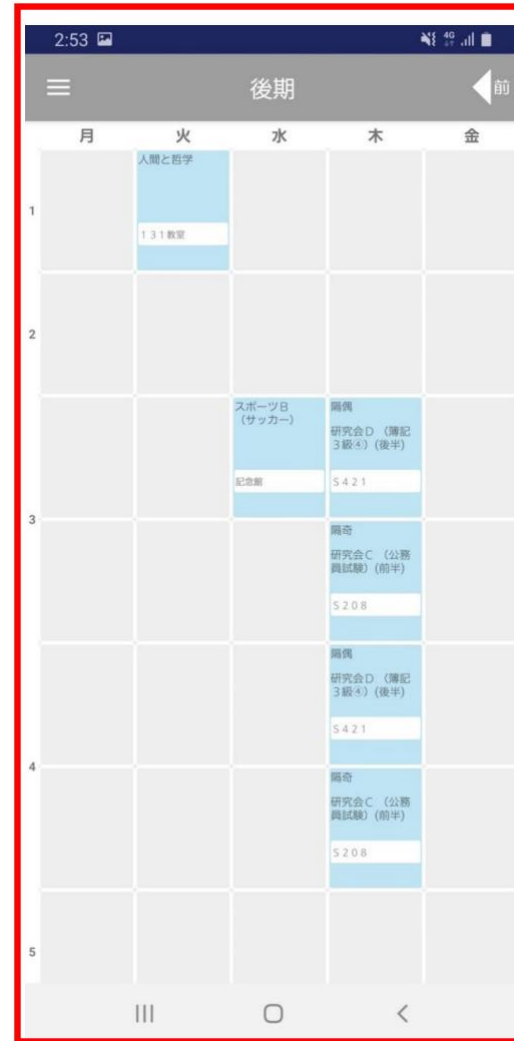 2:53
4G
後期
前
月 火 水 木 金
1
人間と哲学
131教室
2
3
スポーツB
(サッカー)
記念館
隔偶
研究会D (簿記
3級④) (後半)
S421
隔奇
研究会C (公務
員試験) (前半)
S208
4
隔偶
研究会D (簿記
3級④) (後半)
S421
隔奇
研究会C (公務
員試験) (前半)
S208
5